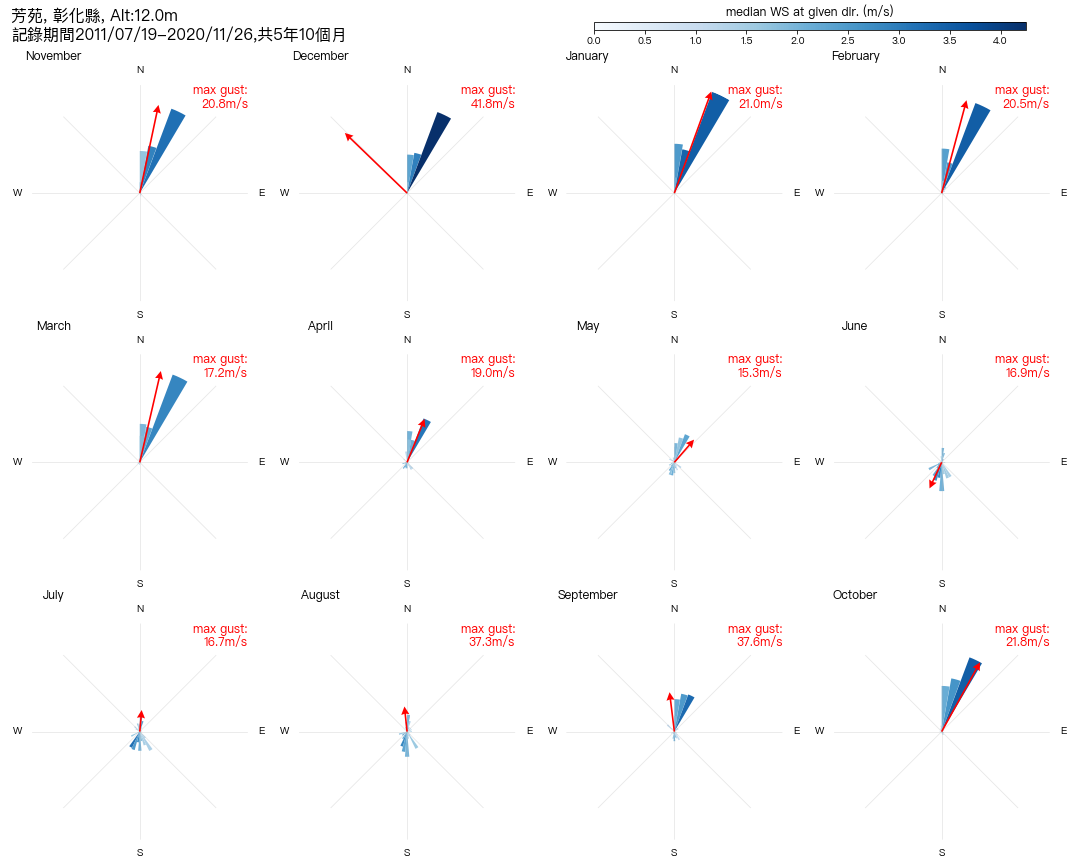 芳苑, 彰化縣, Alt:12.0m
記錄期間2011/07/19-2020/11/26,共5年10個月
median WS at given dir. (m/s)
0.0 0.5 1.0 1.5 2.0 2.5 3.0 3.5 4.0
November
N
max gust:
20.8m/s
W
E
S
December
N
max gust:
41.8m/s
W
E
S
January
N
max gust:
21.0m/s
W
E
S
February
N
max gust:
20.5m/s
W
E
S
March
N
max gust:
17.2m/s
W
E
S
April
N
max gust:
19.0m/s
W
E
S
May
N
max gust:
15.3m/s
W
E
S
June
N
max gust:
16.9m/s
W
E
S
July
N
max gust:
16.7m/s
W
E
S
August
N
max gust:
37.3m/s
W
E
S
September
N
max gust:
37.6m/s
W
E
S
October
N
max gust:
21.8m/s
W
E
S